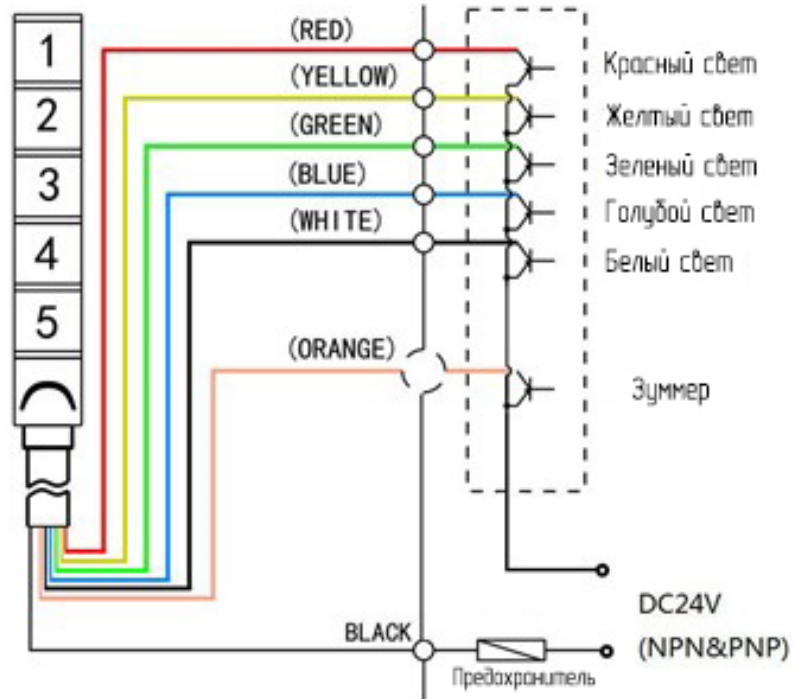 1
2
3
4
5
(RED)
(YELLOW)
(GREEN)
(BLUE)
(WHITE)
(ORANGE)
BLACK
Красный свет
Желтый свет
Зеленый свет
Голубой свет
Белый свет
Зуммер
DC24V
(NPN&PNP)
Предохранитель